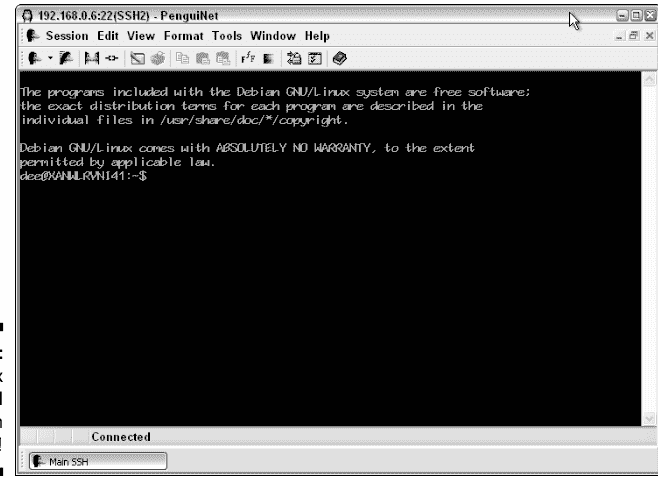 192.168.0.6:22(SSH2) - PenguiNet
Session Edit View Format Tools Window Help
The programs included with the Debian GNU/Linux system are free software;
the exact distribution terms for each program are described in the
individual files in /usr/share/doc/*/copyright.
Debian GNU/Linux comes with ABSOLUTELY NO WARRANTY, to the extent
permitted by applicable law.
Connected
Main SSH